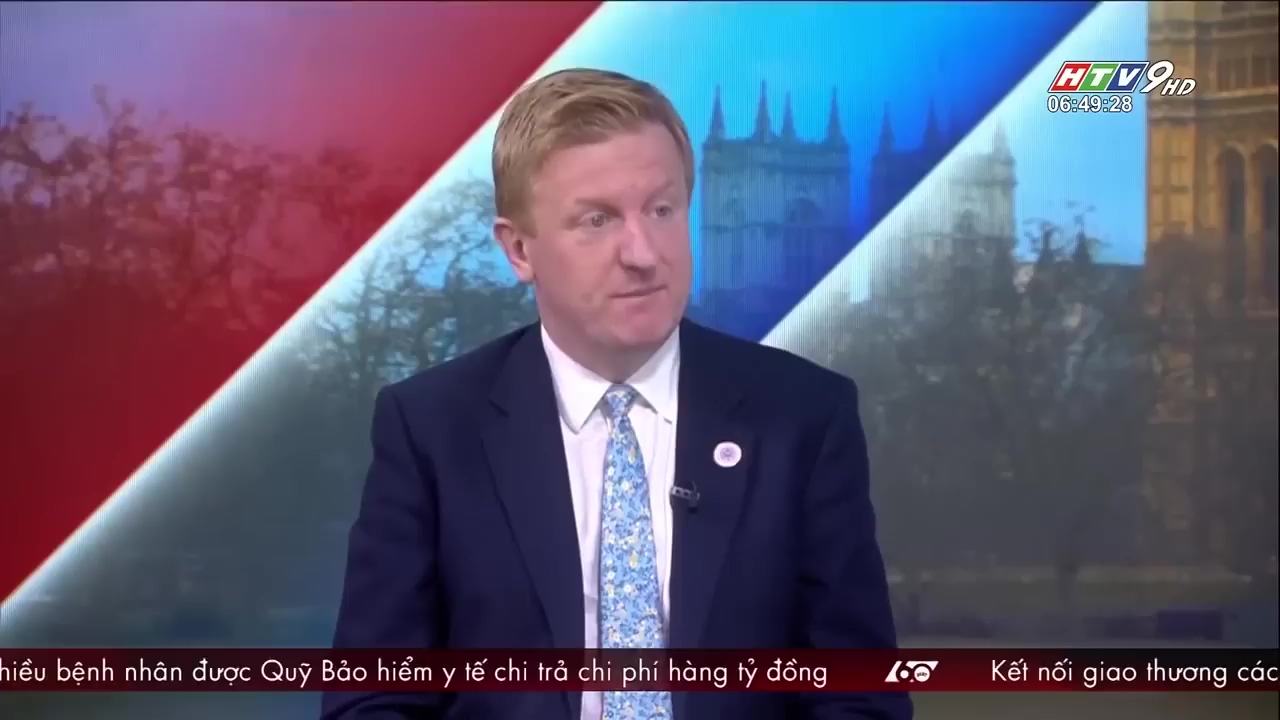 HTV9HD
06:49:28
hiều bệnh nhân được Quỹ Bảo hiểm y tế chi trả chi phí hàng tỷ đồng 60 Kết nối giao thương các